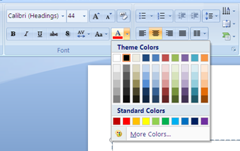 Calibri (Headings) 44 A A
A
Font
Theme Colors
Standard Colors
More Colors...